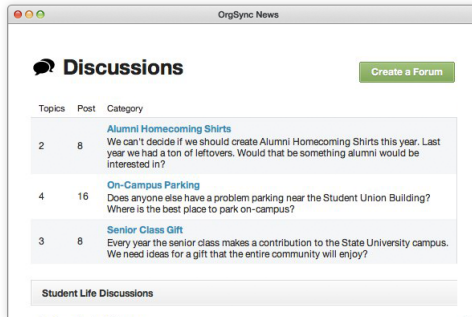 OrgSync News
Discussions
Create a Forum
Topics Post Category
Alumni Homecoming Shirts
2 8 We can't decide if we should create Alumni Homecoming Shirts this year. Last
year we had a ton of leftovers. Would that be something alumni would be
interested in?
On-Campus Parking
4 16 Does anyone else have a problem parking near the Student Union Building?
Where is the best place to park on-campus?
Senior Class Gift
3 8 Every year the senior class makes a contribution to the State University campus.
We need ideas for a gift that the entire community will enjoy?
Student Life Discussions